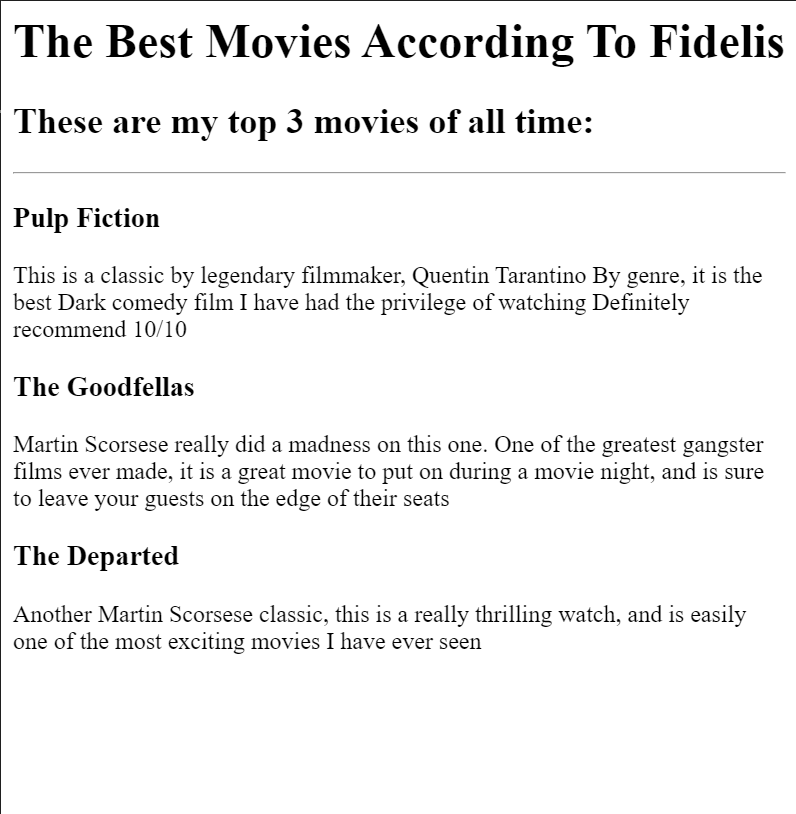 The Best Movies According To Fidelis
These are my top 3 movies of all time:
Pulp Fiction
This is a classic by legendary filmmaker, Quentin Tarantino By genre, it is the
best Dark comedy film I have had the privilege of watching Definitely
recommend 10/10
The Goodfellas
Martin Scorsese really did a madness on this one. One of the greatest gangster
films ever made, it is a great movie to put on during a movie night, and is sure
to leave your guests on the edge of their seats
The Departed
Another Martin Scorsese classic, this is a really thrilling watch, and is easily
one of the most exciting movies I have ever seen